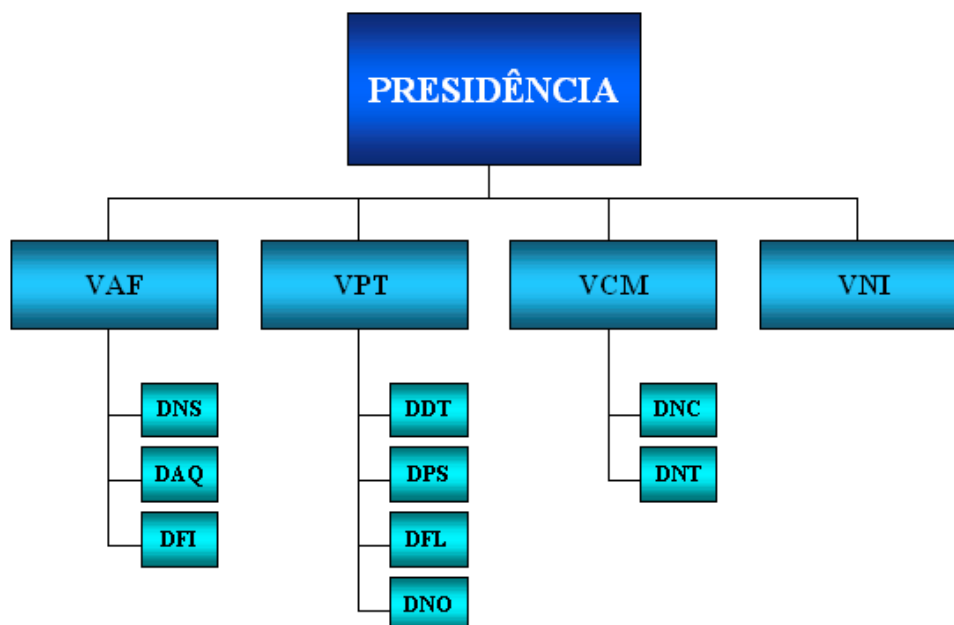 PRESIDÊNCIA
VAF
VPT
VCM
VNI
DNS
DDT
DNC
DAQ
DPS
DNT
DFI
DFL
DNO